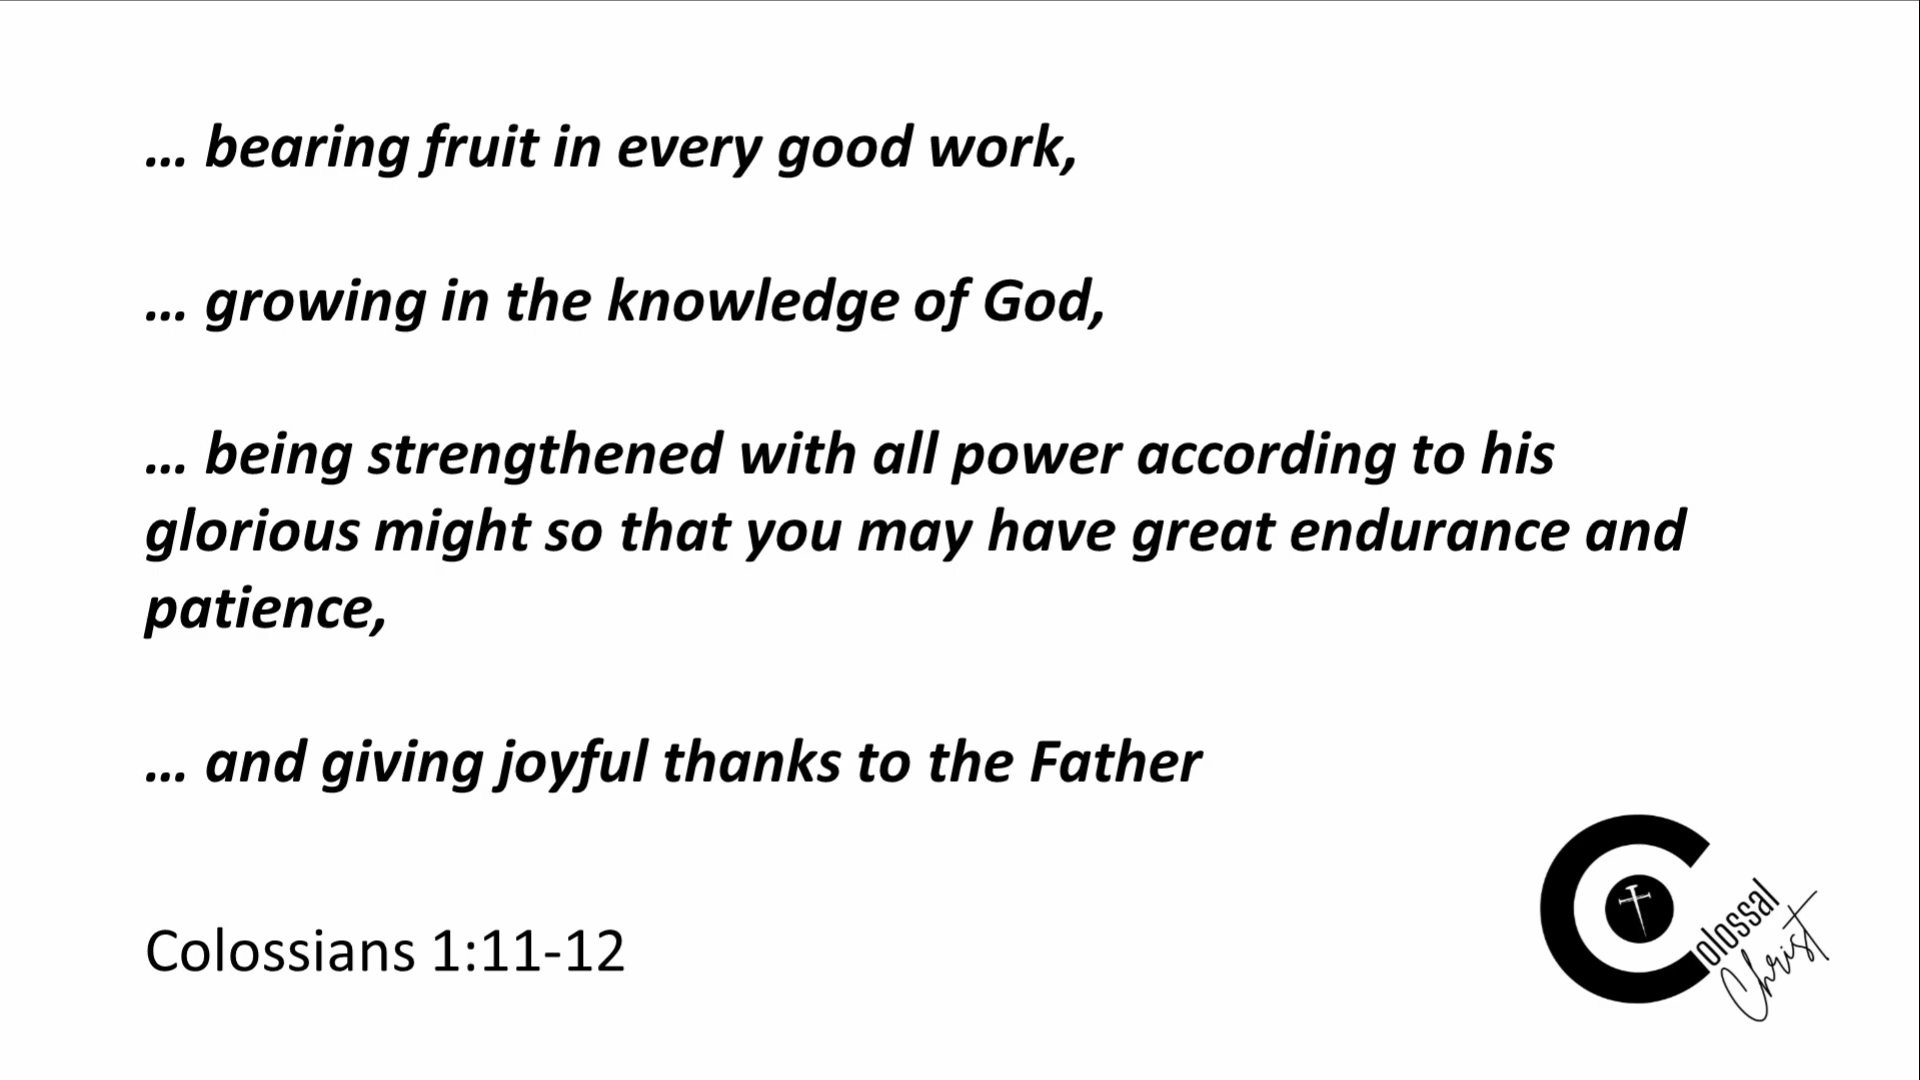 ... bearing fruit in every good work,
... growing in the knowledge of God,
... being strengthened with all power according to his
glorious might so that you may have great endurance and
patience,
... and giving joyful thanks to the Father
Colossians 1:11-12
Colossal
Christ